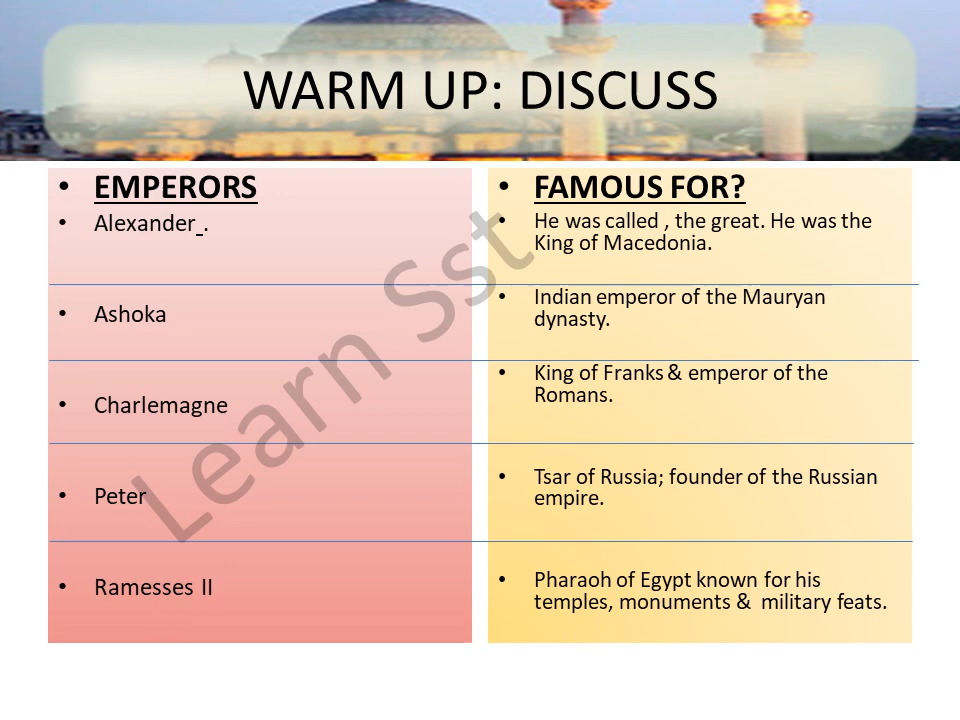 WARM UP: DISCUSS
• EMPERORS
• Alexander .
• Ashoka
• Charlemagne
• Peter
• Ramesses II
• FAMOUS FOR?
• He was called , the great. He was the
King of Macedonia.
• Indian emperor of the Mauryan
dynasty.
• King of Franks & emperor of the
Romans.
• Tsar of Russia; founder of the Russian
empire.
• Pharaoh of Egypt known for his
temples, monuments & military feats.
Learn Sst